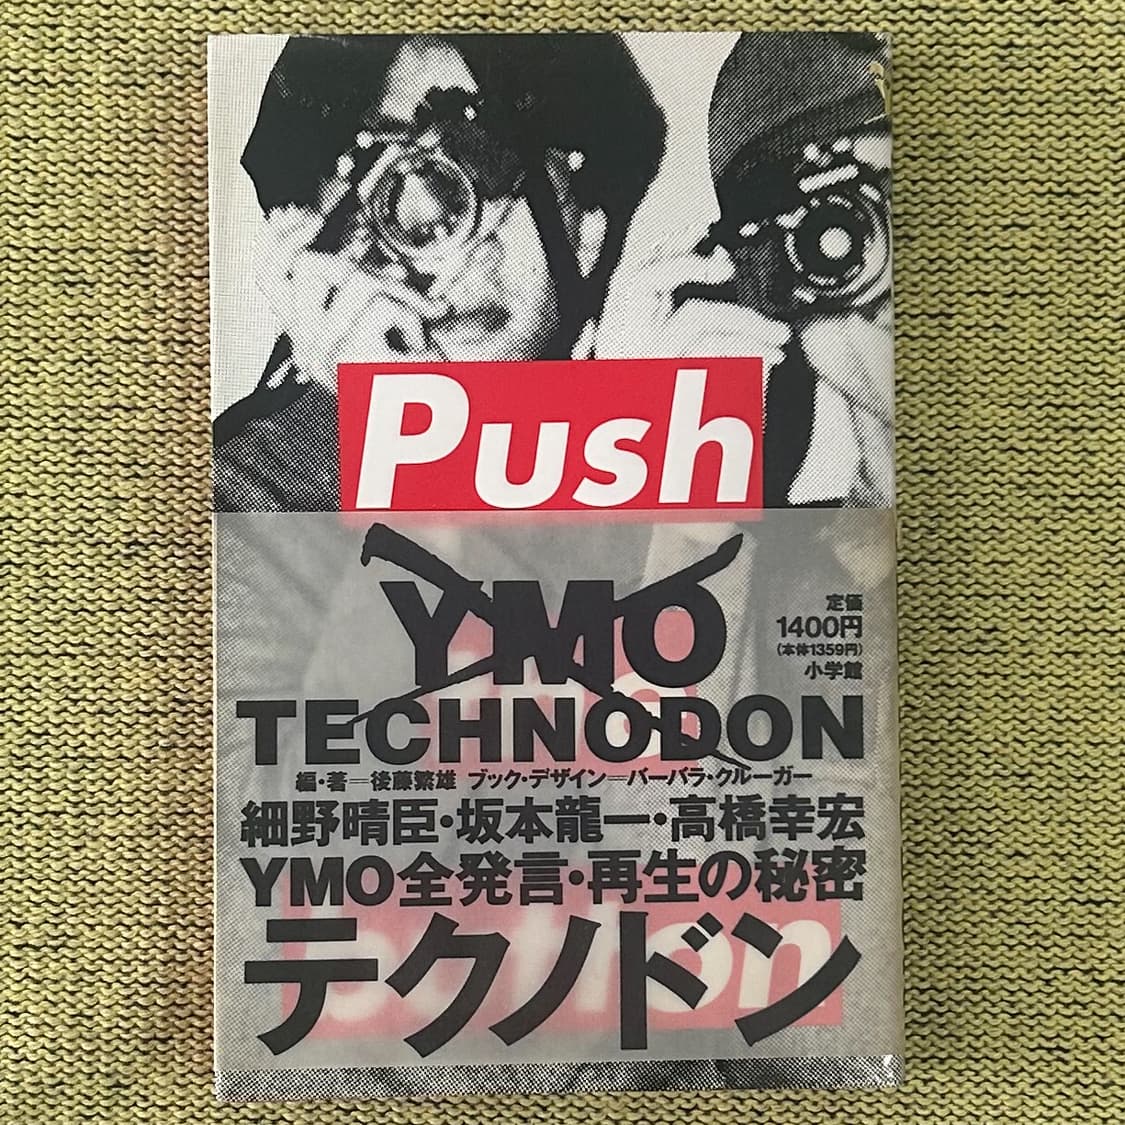 Push
the
button
YMO
TECHNODON
定価
1400円
(本体1359円)
小学館
編・著=後藤繁雄 ブック・デザイン=バーバラ・クルーガー
細野晴臣・坂本龍一・高橋幸宏
YMO全発言・再生の秘密
テクノドン